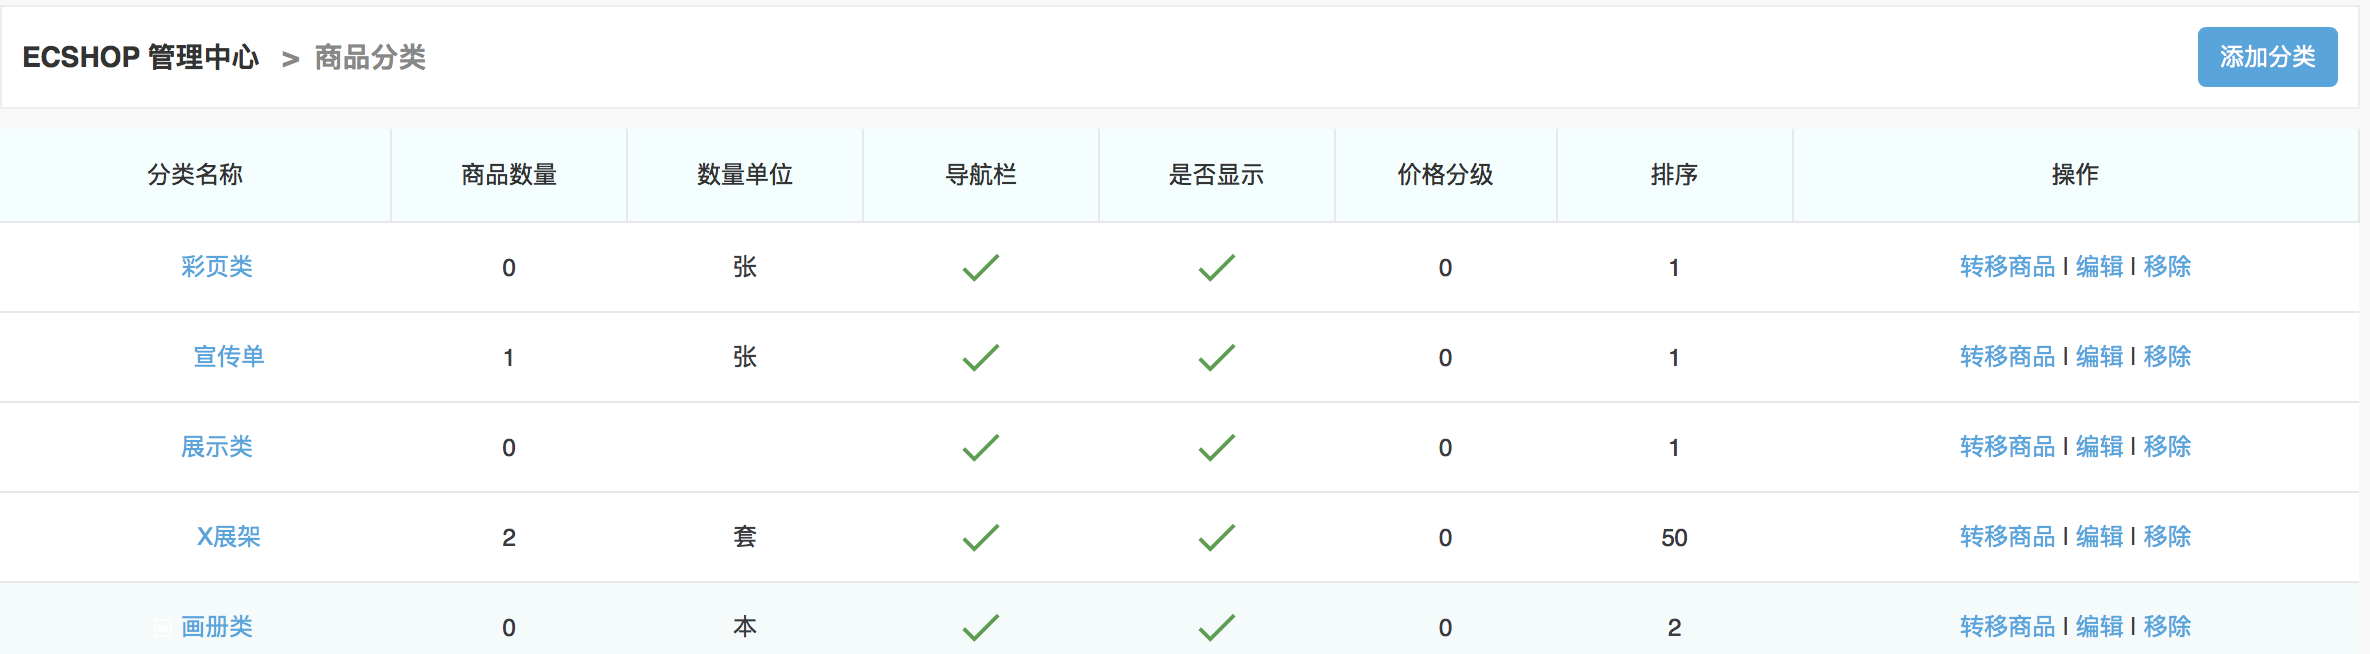 ECSHOP 管理中心 > 商品分类 添加分类
分类名称 商品数量 数量单位 导航栏 是否显示 价格分级 排序 操作
彩页类 0 张 0 1 转移商品 | 编辑 | 移除
宣传单 1 张 0 1 转移商品 | 编辑 | 移除
展示类 0 0 1 转移商品 | 编辑 | 移除
X展架 2 套 0 50 转移商品 | 编辑 | 移除
画册类 0 本 0 2 转移商品 | 编辑 | 移除